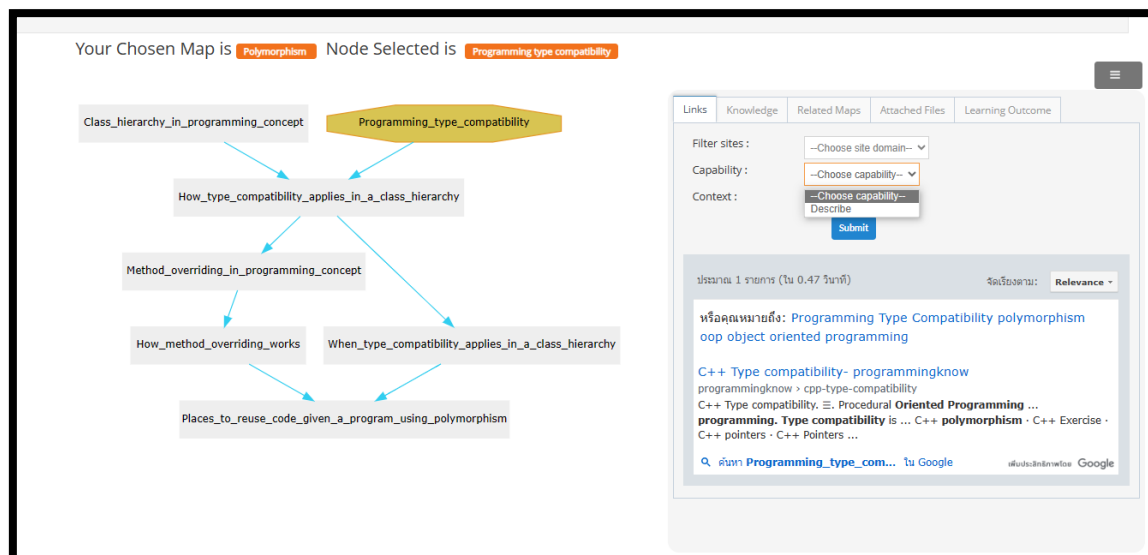 Your Chosen Map is Polymorphism Node Selected is Programming type compatibility
Class_hierarchy_in_programming_concept
Programming_type_compatibility
How_type_compatibility_applies_in_a_class_hierarchy
Method_overriding_in_programming_concept
How_method_overriding_works
When_type_compatibility_applies_in_a_class_hierarchy
Places_to_reuse_code_given_a_program_using_polymorphism
Links Knowledge Related Maps Attached Files Learning Outcome
Filter sites : --Choose site domain--
Capability : --Choose capability--
Context : --Choose capability--
Describe
Submit
ประมาณ 1 รายการ (ใน 0.47 วินาที) จัดเรียงตาม: Relevance
หรือคุณหมายถึง: Programming Type Compatibility polymorphism
oop object oriented programming
C++ Type compatibility- programmingknow
programmingknow › cpp-type-compatibility
C++ Type compatibility. ☰. Procedural Oriented Programming ...
programming. Type compatibility is ... C++ polymorphism · C++ Exercise ·
C++ pointers · C++ Pointers ...
ค้นหา Programming_type_com... ใน Google เพิ่มประสิทธิภาพโดย Google